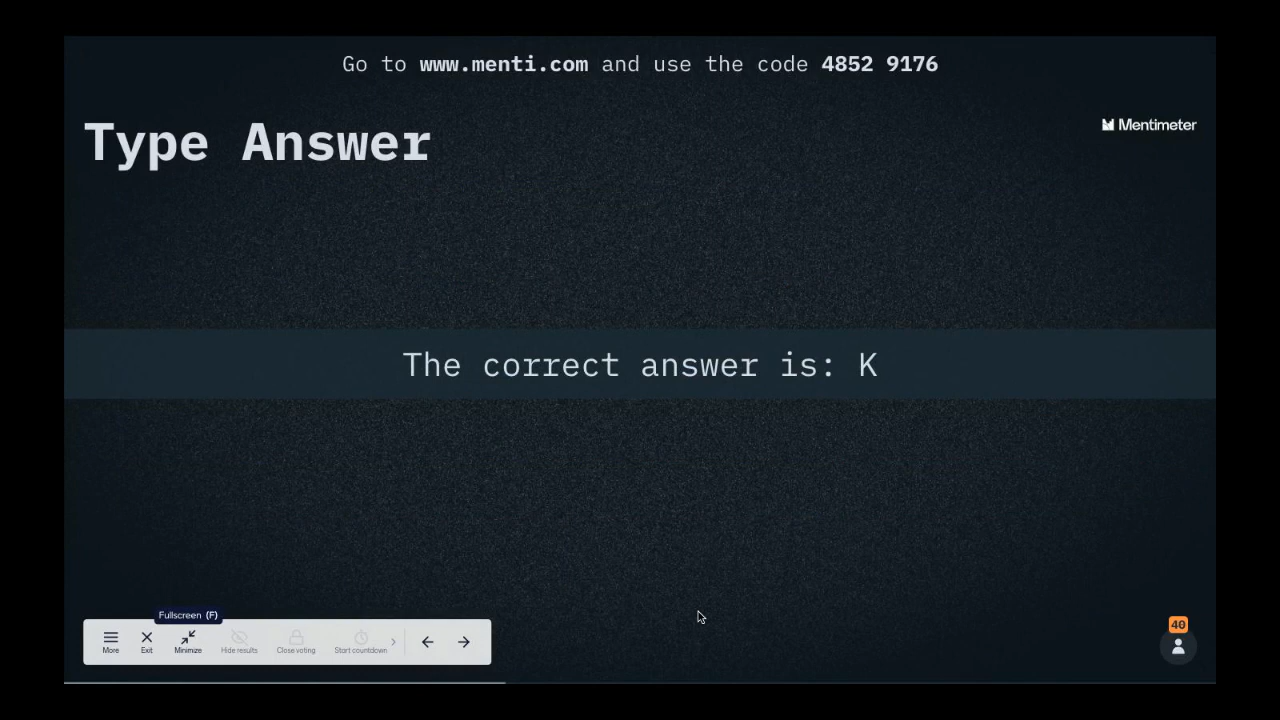 Go to www.menti.com and use the code 4852 9176
Type Answer
Mentimeter
The correct answer is: K
Fullscreen (F)
More
Exit
Minimize
Hide results
Close voting
Start countdown
40